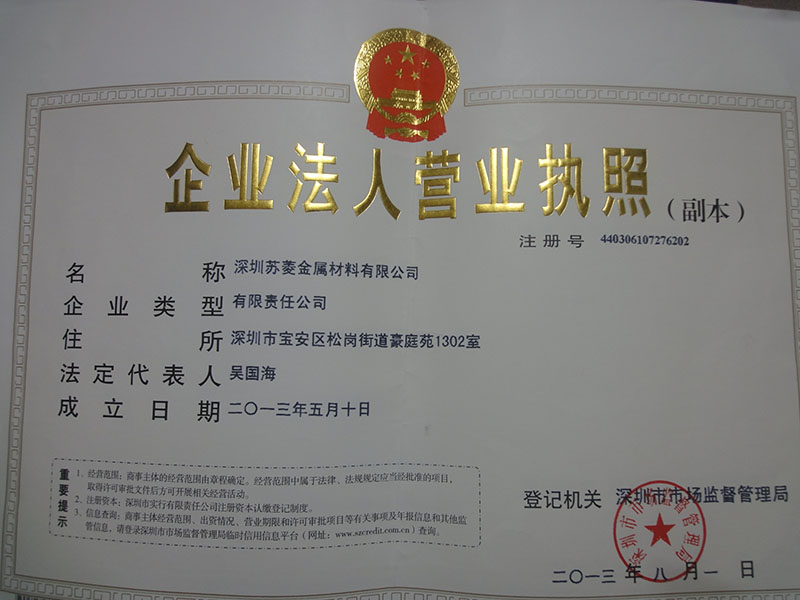 企业法人营业执照（副本）
注册号 440306107276202
名称 深圳苏菱金属材料有限公司
企业类型 有限责任公司
住所 深圳市宝安区松岗街道豪庭苑1302室
法定代表人 吴国海
成立日期 二〇一三年五月十日
重要提示
1、经营范围：商事主体的经营范围由章程确定。经营范围中属于法律、法规规定应当经批准的项目，
取得许可审批文件后方可开展相关经营活动。
2、注册资本：深圳市实行有限责任公司注册资本认缴登记制度。
3、信息查询：商事主体经营范围、出资情况、营业期限和许可审批项目等有关事项及年报信息和其他监
管信息，请登录深圳市市场监督管理局临时信用信息平台（网址：www.szcredit.com.cn）查询。
登记机关 深圳市市场监督管理局
深圳市市场监督管理局
二〇一三年八月一日